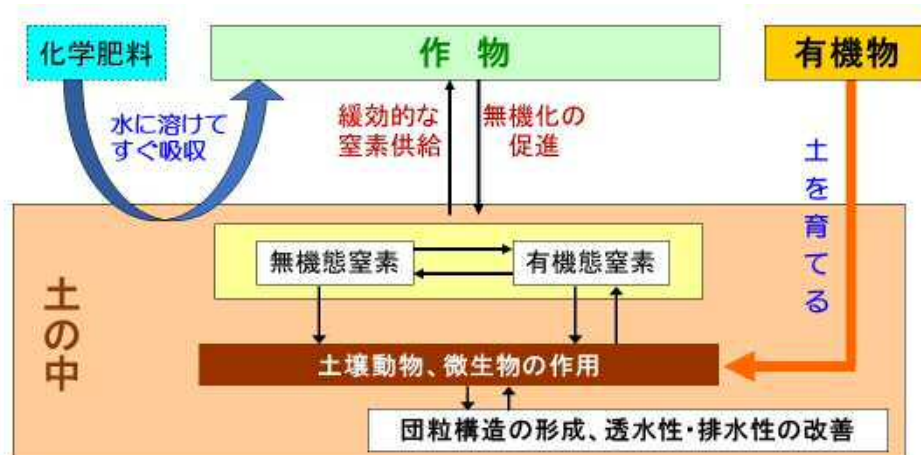 化学肥料
作 物
有機物
水に溶けて
すぐ吸収
緩効的な
窒素供給
無機化の
促進
土を育てる
土の中
無機態窒素
有機態窒素
土壌動物、微生物の作用
団粒構造の形成、透水性・排水性の改善